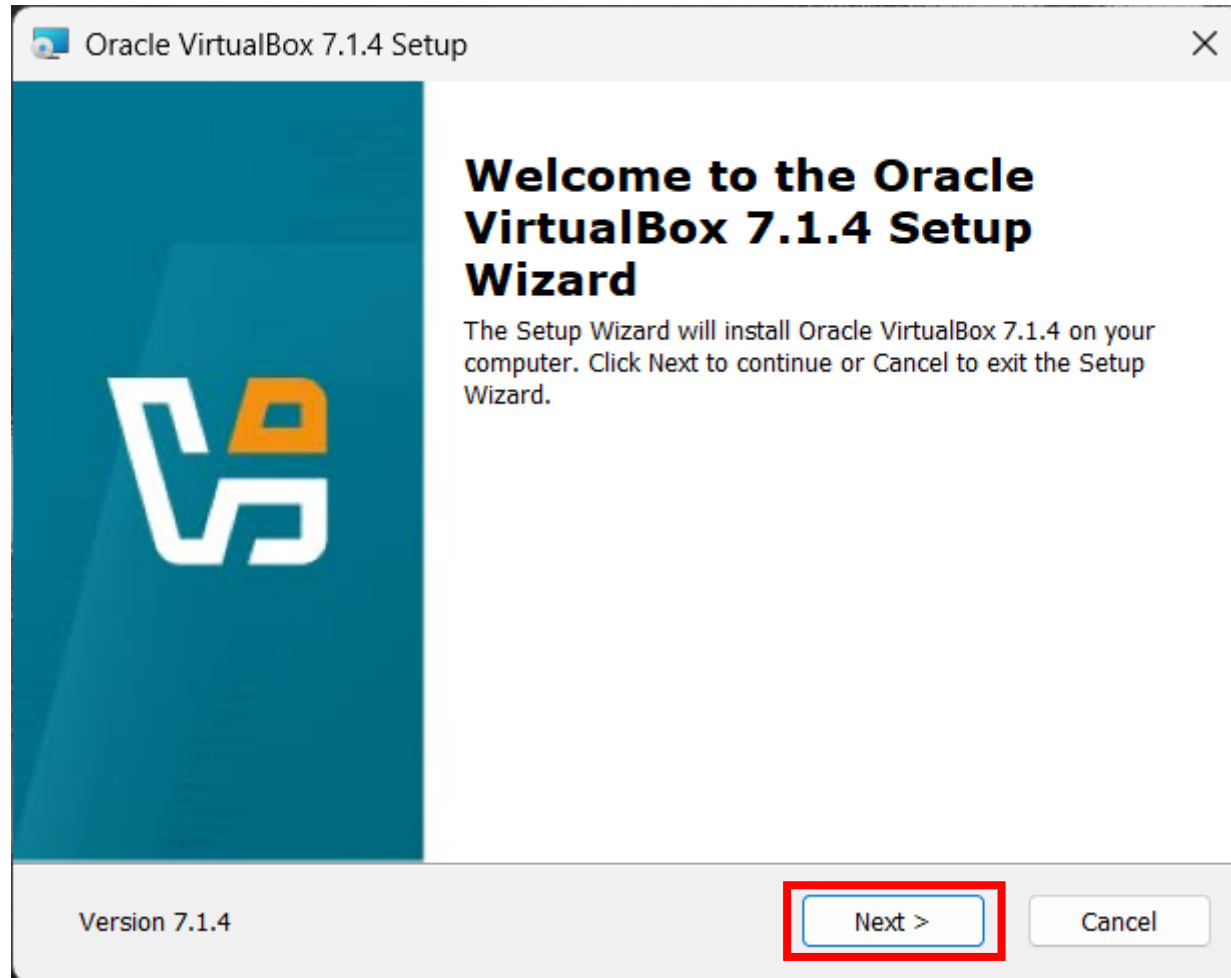 Oracle VirtualBox 7.1.4 Setup
Welcome to the Oracle
VirtualBox 7.1.4 Setup
Wizard
The Setup Wizard will install Oracle VirtualBox 7.1.4 on your
computer. Click Next to continue or Cancel to exit the Setup
Wizard.
Version 7.1.4
Next >
Cancel